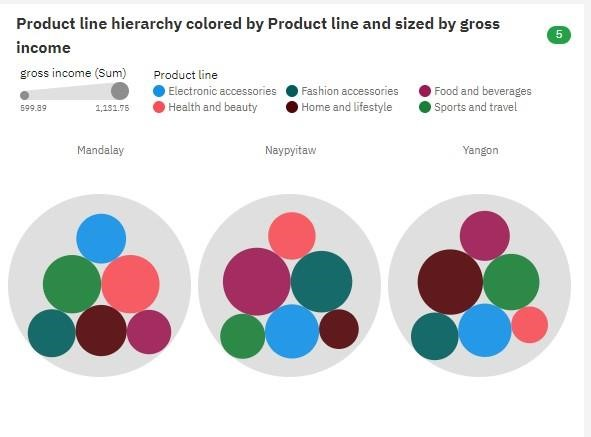 Product line hierarchy colored by Product line and sized by gross
income
5
gross income (Sum)
599.89
1,131.75
Product line
Electronic accessories
Fashion accessories
Food and beverages
Health and beauty
Home and lifestyle
Sports and travel
Mandalay
Naypyitaw
Yangon